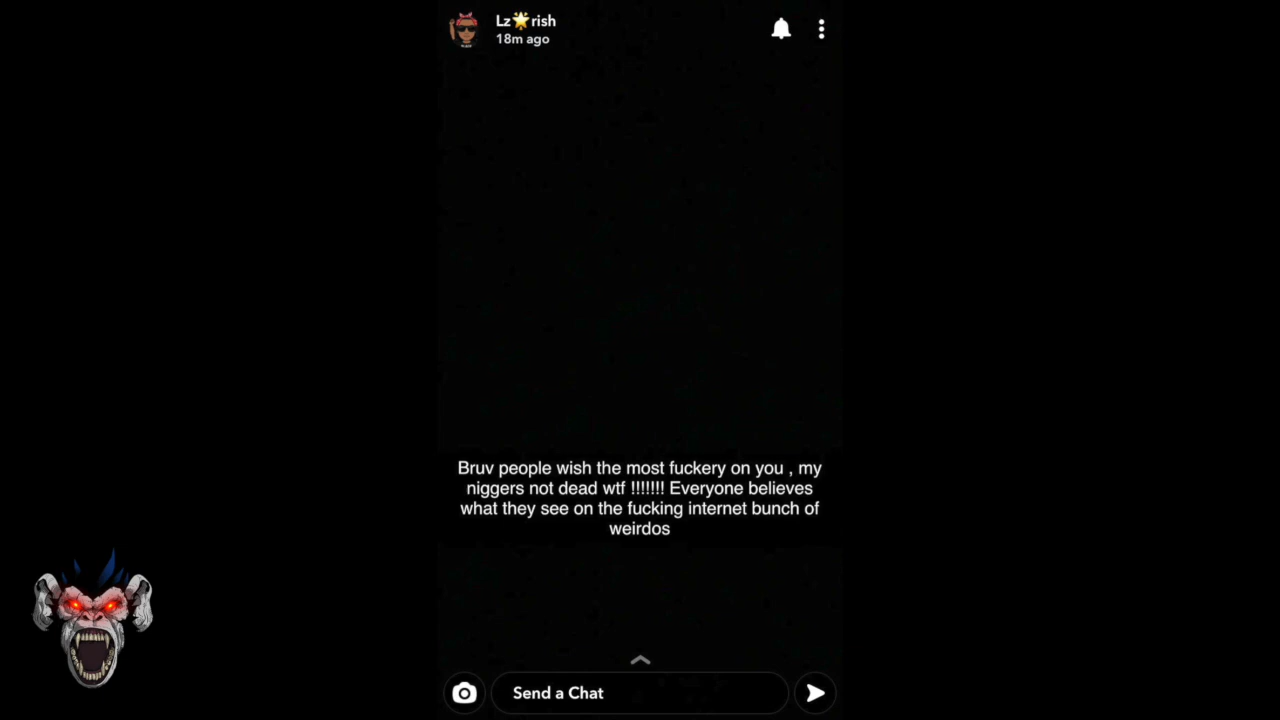 Lz🌟rish
18m ago
Bruv people wish the most fuckery on you , my
niggers not dead wtf !!!!!!! Everyone believes
what they see on the fucking internet bunch of
weirdos
Send a Chat